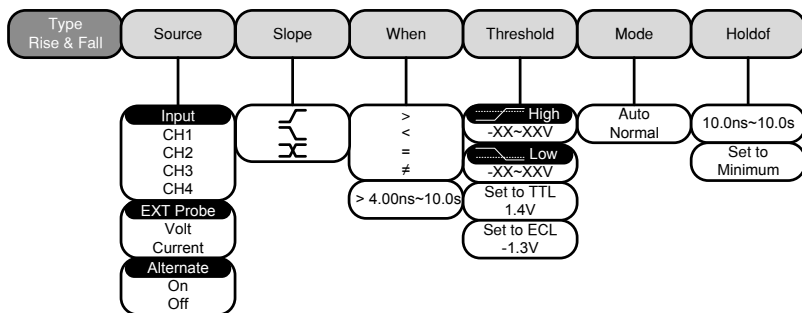 Type
Rise & Fall
Source
Slope
When
Threshold
Mode
Holdof
Input
CH1
CH2
CH3
CH4
EXT Probe
Volt
Current
Alternate
On
Off
>
<
=
≠
> 4.00ns~10.0s
High
-XX~XXV
Low
-XX~XXV
Set to TTL
1.4V
Set to ECL
-1.3V
Auto
Normal
10.0ns~10.0s
Set to
Minimum